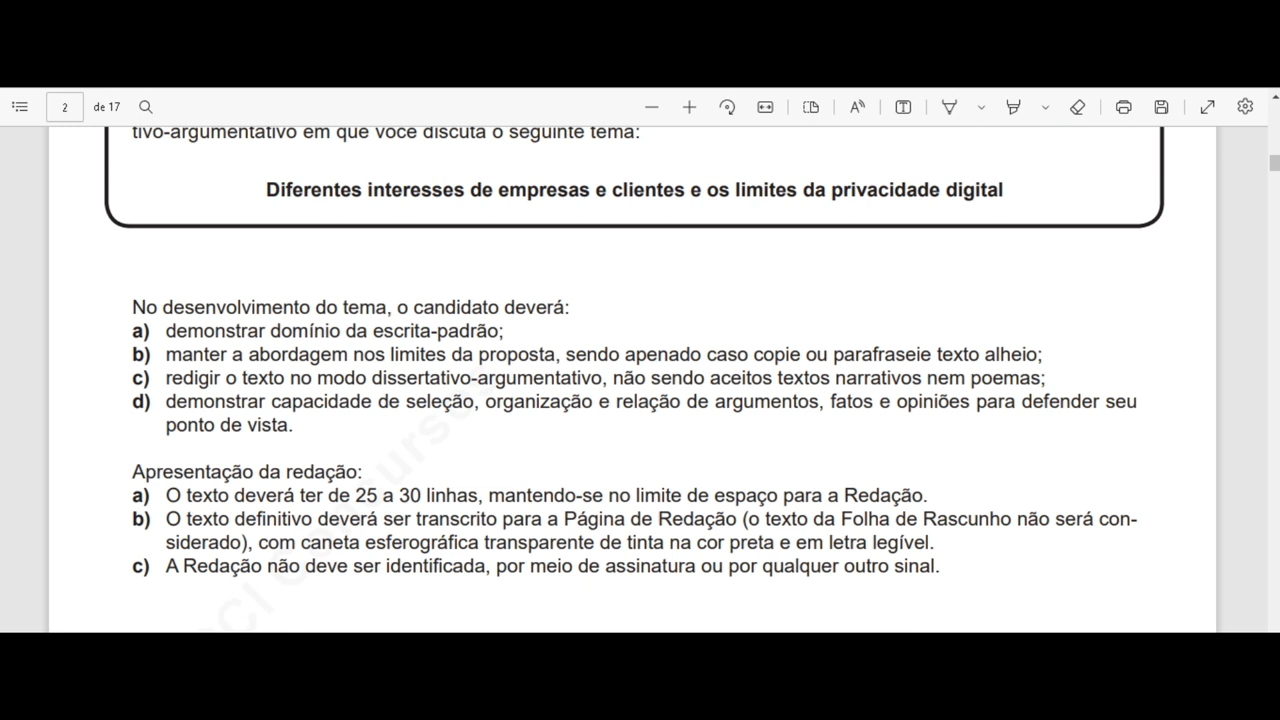 2 de 17
tivo-argumentativo em que você discuta o seguinte tema:
Diferentes interesses de empresas e clientes e os limites da privacidade digital
No desenvolvimento do tema, o candidato deverá:
a) demonstrar domínio da escrita-padrão;
b) manter a abordagem nos limites da proposta, sendo apenado caso copie ou parafraseie texto alheio;
c) redigir o texto no modo dissertativo-argumentativo, não sendo aceitos textos narrativos nem poemas;
d) demonstrar capacidade de seleção, organização e relação de argumentos, fatos e opiniões para defender seu
ponto de vista.
Apresentação da redação:
a) O texto deverá ter de 25 a 30 linhas, mantendo-se no limite de espaço para a Redação.
b) O texto definitivo deverá ser transcrito para a Página de Redação (o texto da Folha de Rascunho não será con-
siderado), com caneta esferográfica transparente de tinta na cor preta e em letra legível.
c) A Redação não deve ser identificada, por meio de assinatura ou por qualquer outro sinal.